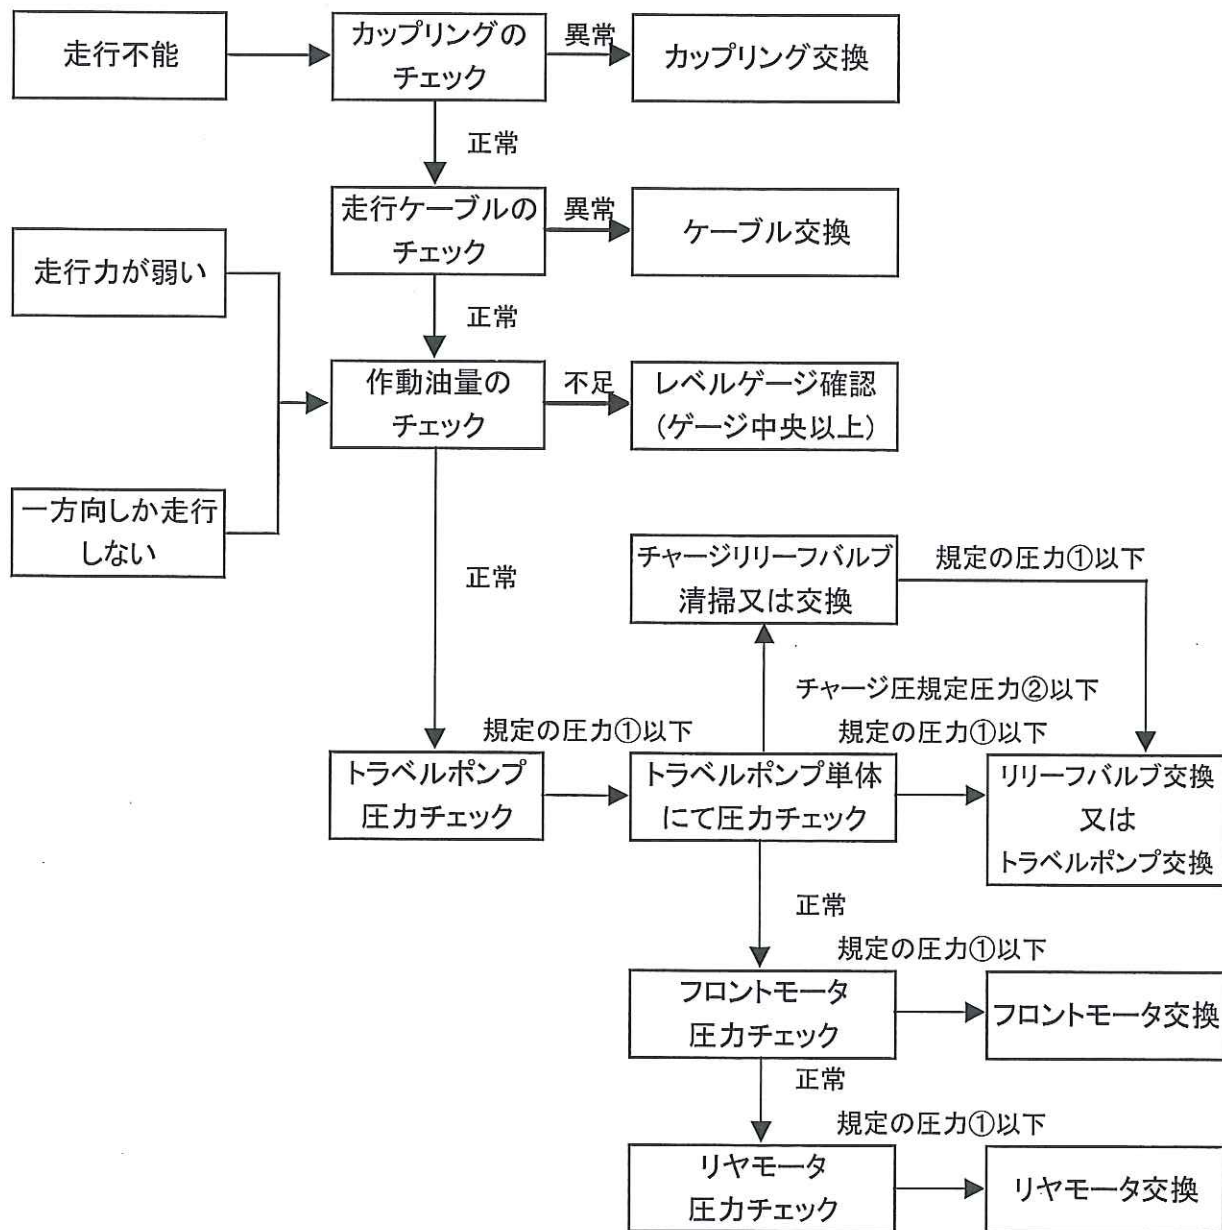 走行不能
カップリングの
チェック
異常
カップリング交換
正常
走行ケーブルの
チェック
異常
ケーブル交換
走行力が弱い
正常
作動油量の
チェック
不足
レベルゲージ確認
(ゲージ中央以上)
一方向しか走行
しない
正常
チャージリリーフバルブ
清掃又は交換
規定の圧力①以下
チャージ圧規定圧力②以下
規定の圧力①以下
規定の圧力①以下
トラベルポンプ
圧力チェック
トラベルポンプ単体
にて圧力チェック
リリーフバルブ交換
又は
トラベルポンプ交換
正常
規定の圧力①以下
フロントモータ
圧力チェック
フロントモータ交換
正常
規定の圧力①以下
リヤモータ
圧力チェック
リヤモータ交換